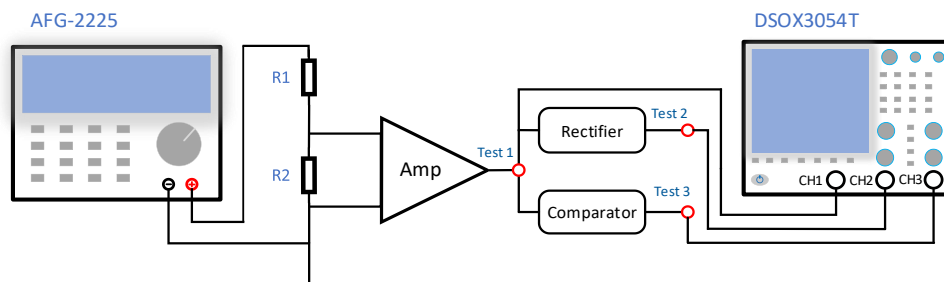 AFG-2225
DSOX3054T
R1
R2
Amp
Test 1
Rectifier
Test 2
Comparator
Test 3
CH1
CH2
CH3